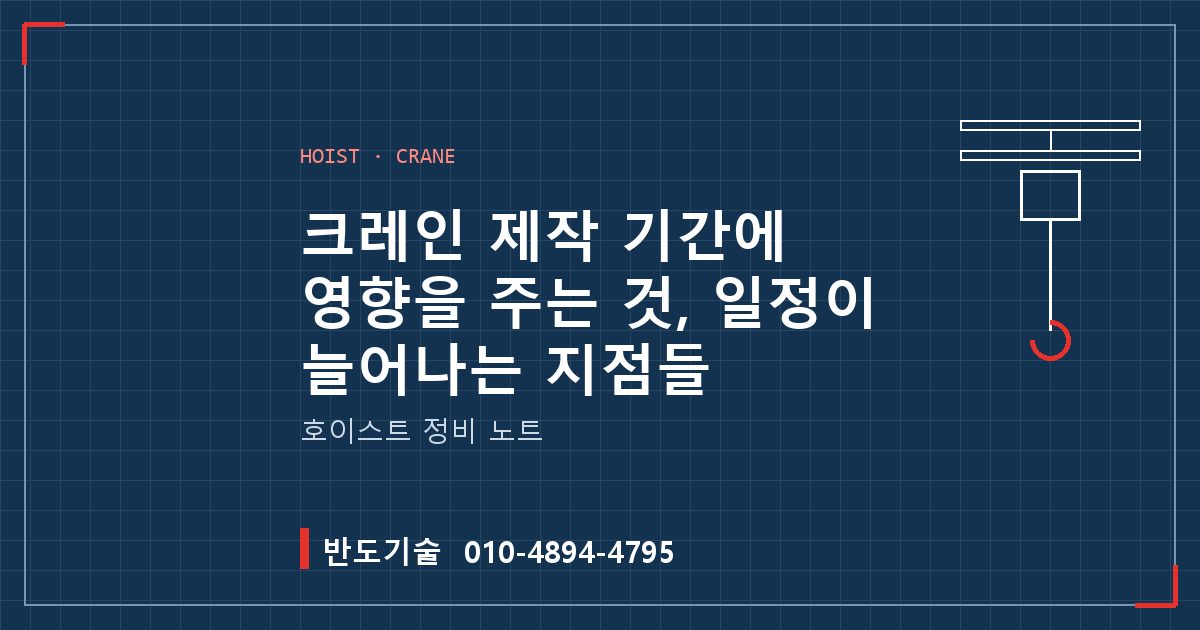 HOIST · CRANE
크레인 제작 기간에
영향을 주는 것, 일정이
늘어나는 지점들
호이스트 정비 노트
반도기술 010-4894-4795